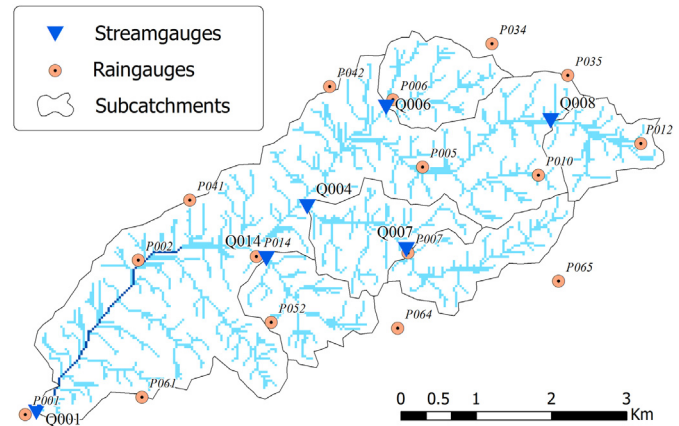 Streamgauges
Raingauges
Subcatchments
P034
P035
P042
P006
Q006
Q008
P012
P005
P010
P041
Q004
Q007
P007
Q014
P014
P002
P065
P052
P064
P061
P001
Q001
0 0.5 1 2 3
Km